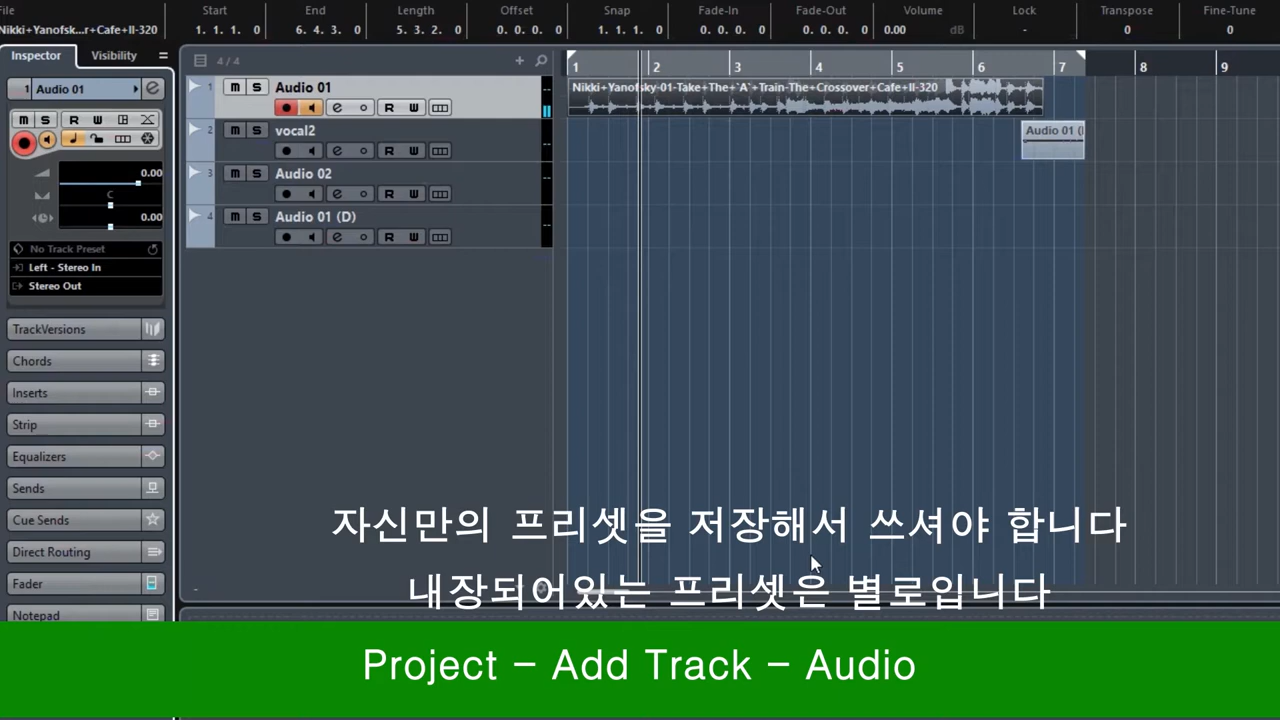 File Start End Length Offset Snap Fade-In Fade-Out Volume Lock Transpose Fine-Tune
Nikki+Yanofsk...r+Cafe+II-320 1. 1. 1. 0 6. 4. 3. 0 5. 3. 2. 0 0. 0. 0. 0 1. 1. 1. 0 0. 0. 0. 0 0. 0. 0. 0 0.00 dB - 0 0
Inspector Visibility
4 / 4
1 2 3 4 5 6 7 8 9
1 Audio 01
M S R W
0.00
C
0.00
No Track Preset
Left - Stereo In
Stereo Out
TrackVersions
Chords
Inserts
Strip
Equalizers
Sends
Cue Sends
Direct Routing
Fader
Notepad
1 M S Audio 01
R W
2 M S vocal2
R W
3 M S Audio 02
R W
4 M S Audio 01 (D)
R W
Nikki+Yanofsky-01-Take+The+`A`+Train-The+Crossover+Cafe+II-320
Audio 01 (
자신만의 프리셋을 저장해서 쓰셔야 합니다
내장되어있는 프리셋은 별로입니다
Project - Add Track - Audio